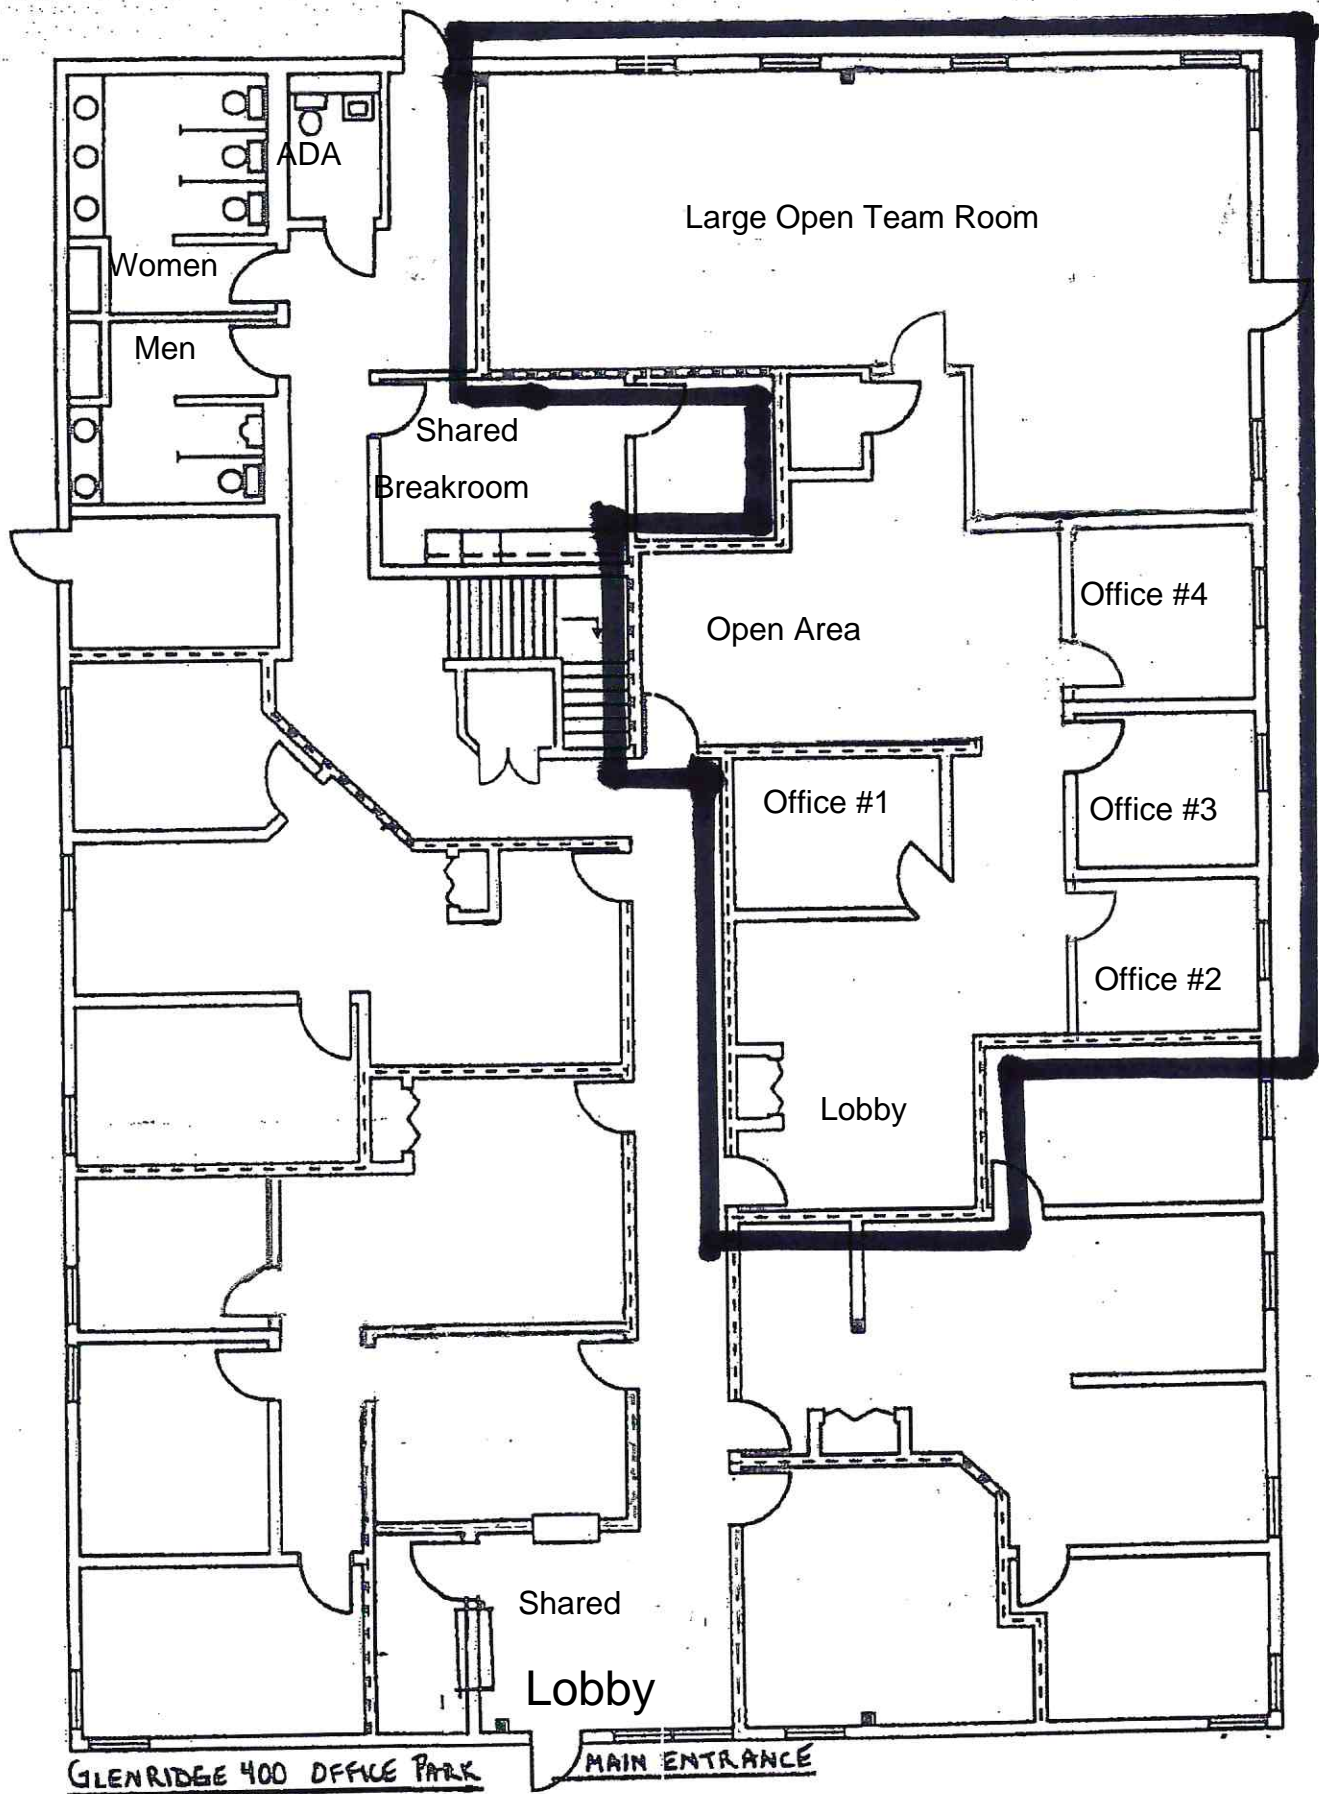 ADA
Large Open Team Room
Women
Men
Shared
Breakroom
Office #4
Open Area
Office #1
Office #3
Office #2
Lobby
Shared
Lobby
GLENRIDGE 400 OFFICE PARK
MAIN ENTRANCE